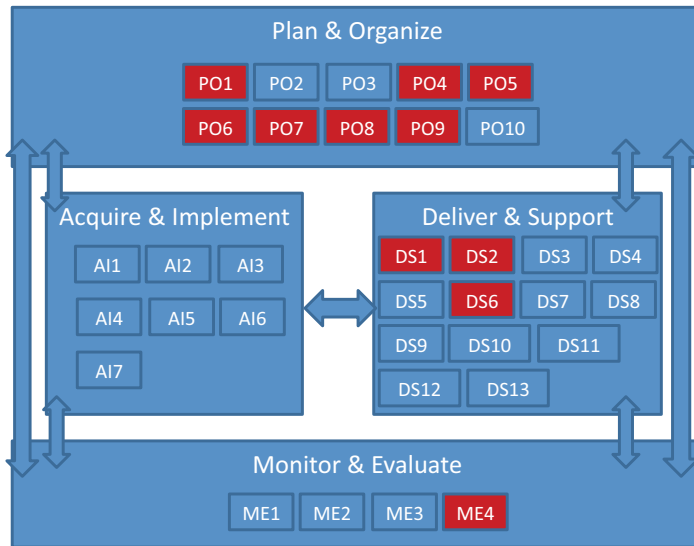 Plan & Organize
PO1 PO2 PO3 PO4 PO5
PO6 PO7 PO8 PO9 PO10
Acquire & Implement
AI1 AI2 AI3
AI4 AI5 AI6
AI7
Deliver & Support
DS1 DS2 DS3 DS4
DS5 DS6 DS7 DS8
DS9 DS10 DS11
DS12 DS13
Monitor & Evaluate
ME1 ME2 ME3 ME4